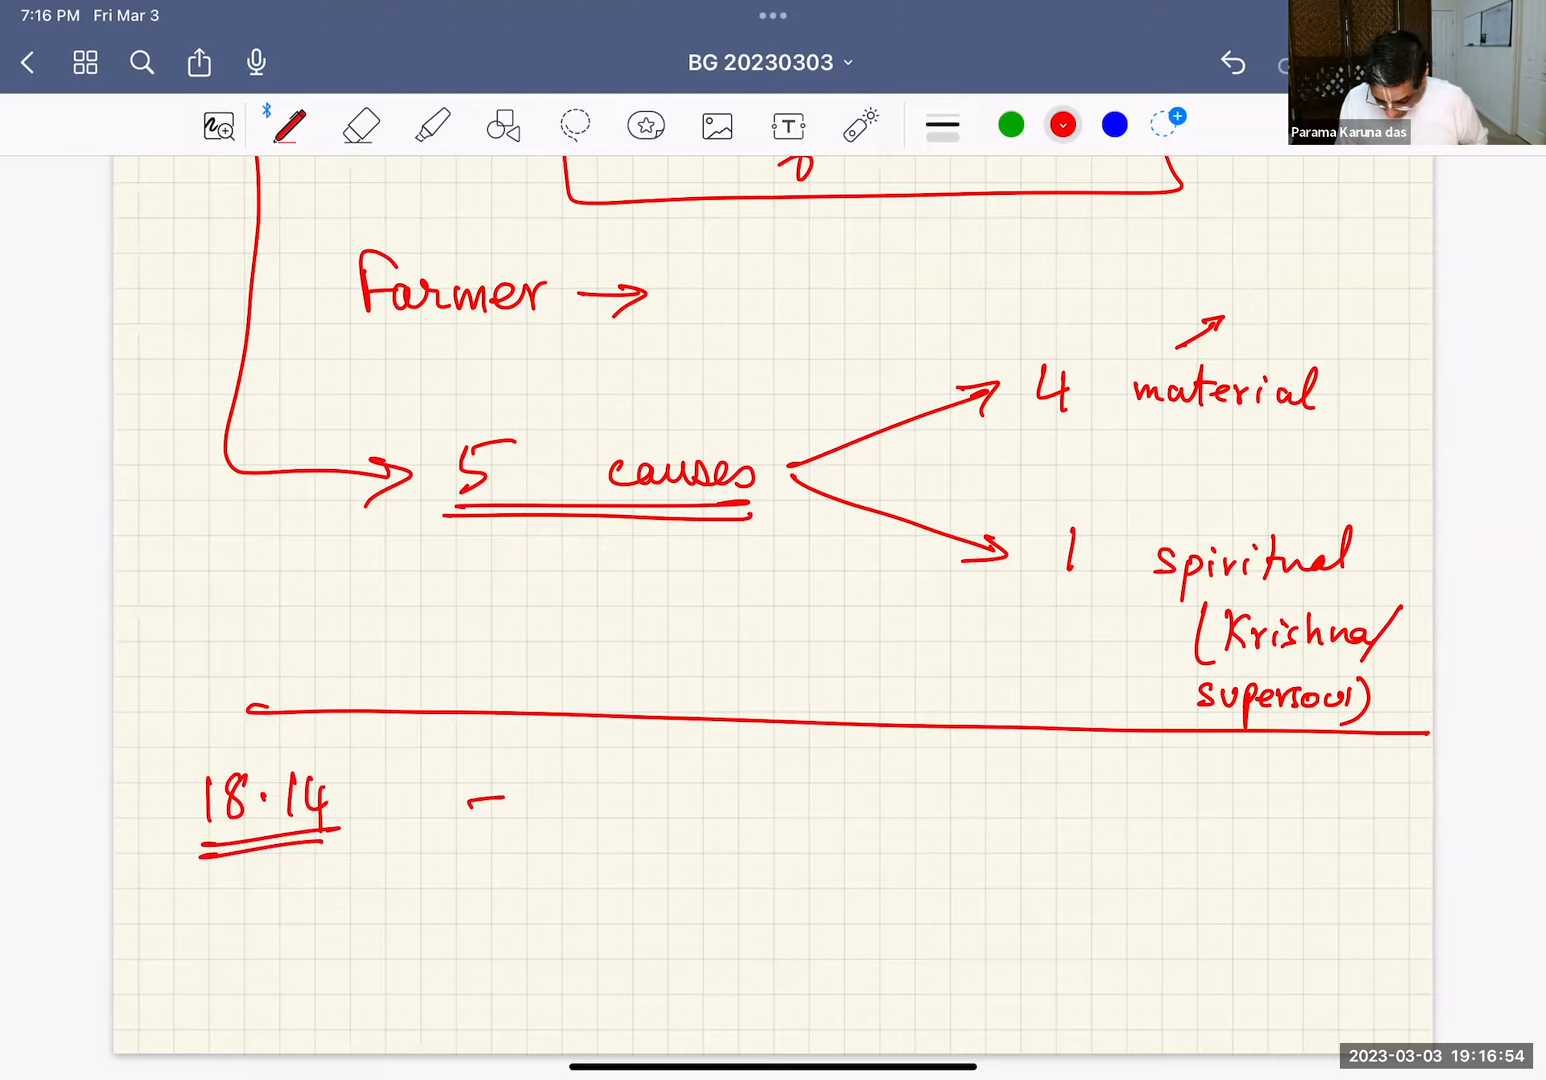 7:16 PM Fri Mar 3
BG 20230303
Parama Karuna das
Farmer →
4 material
5 causes
1 spiritual
(Krishna/
supersoul)
18.14 -
2023-03-03 19:16:54